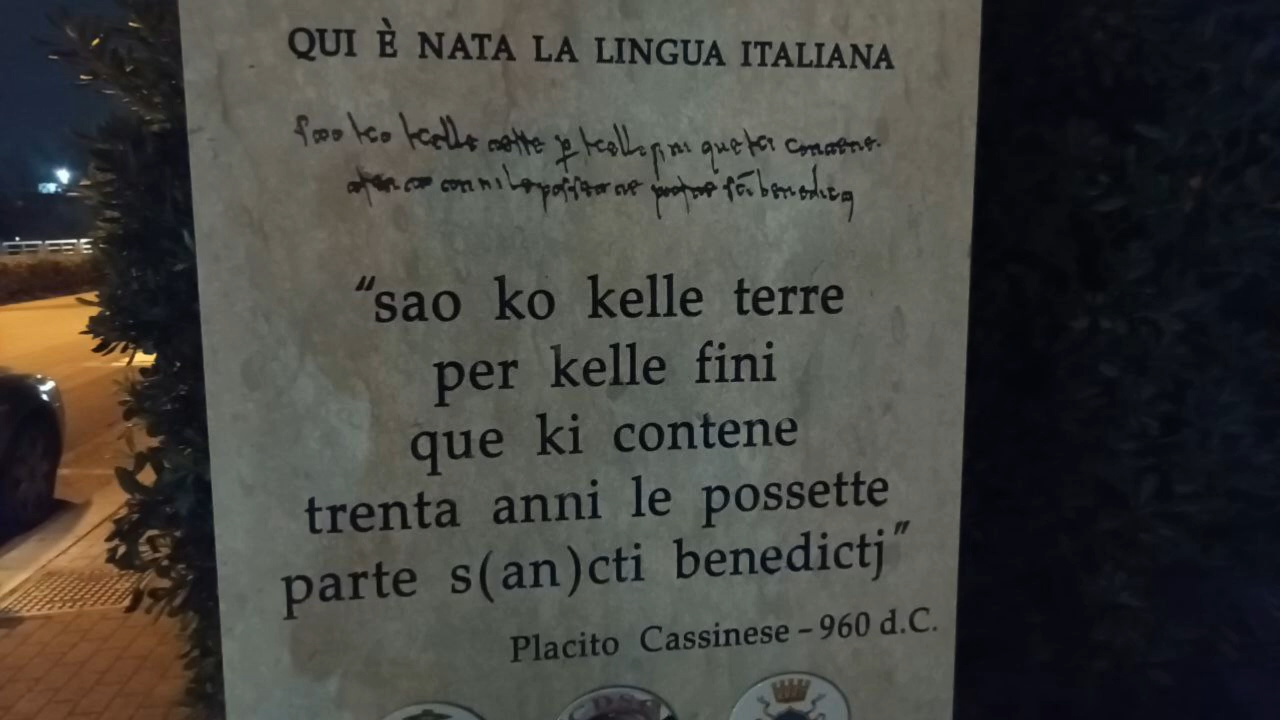 QUI È NATA LA LINGUA ITALIANA
"sao ko kelle terre
per kelle fini
que ki contene
trenta anni le possette
parte s(an)cti benedictj"
Placito Cassinese – 960 d.C.